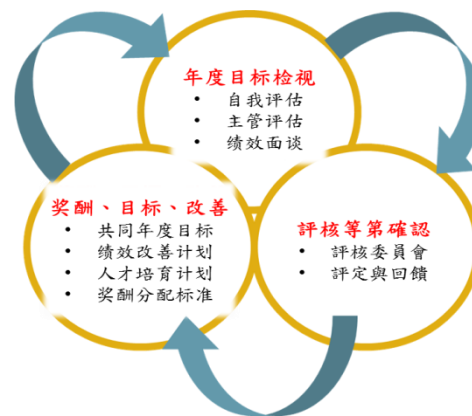 年度目标检视
• 自我评估
• 主管评估
• 绩效面谈
奖酬、目标、改善
• 共同年度目标
• 绩效改善计划
• 人才培育计划
• 奖酬分配标准
評核等第確認
• 評核委員會
• 評定與回饋